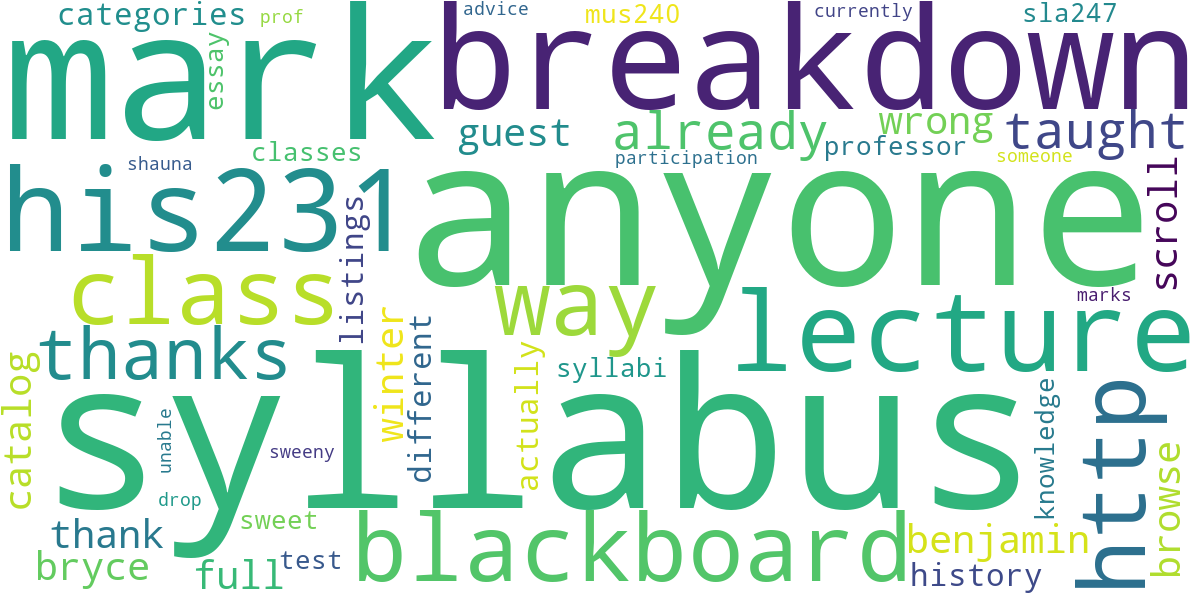 categories
prof
advice
mus240
currently
sla247
mark
essay
breakdown
guest
already
wrong
taught
shauna
classes
participation
professor
someone
his231
listings
anyone
scroll
class
way
lecture
marks
thanks
winter
different
actually
syllabi
catalog
syllabus
knowledge
http
unable
sweeny
drop
browse
thank
sweet
blackboard
benjamin
bryce
full
test
history